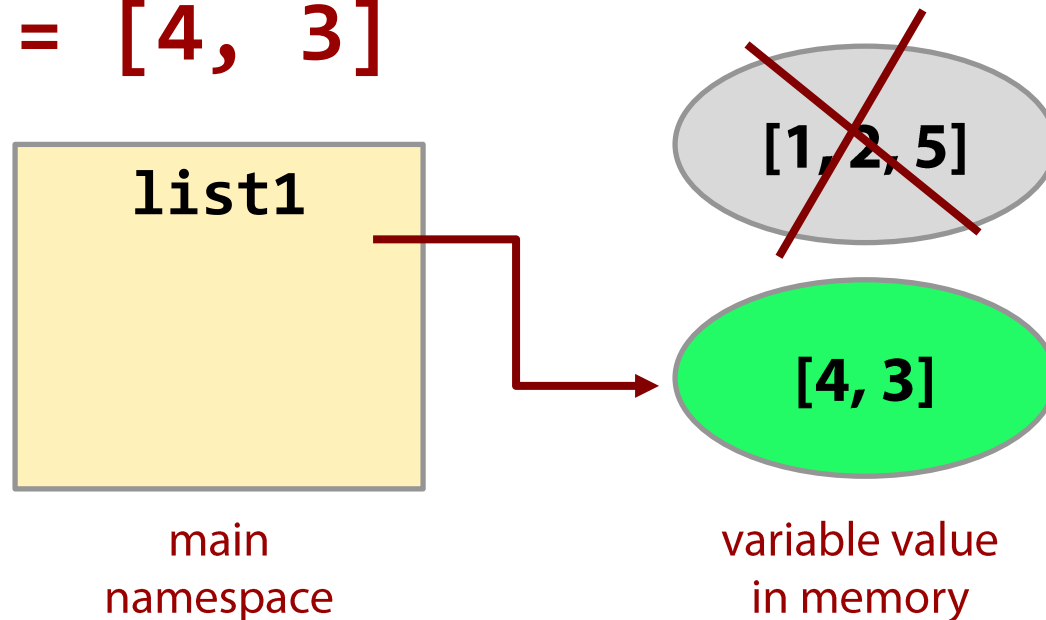 = [4, 3]
list1
[1, 2, 5]
[4, 3]
main
namespace
variable value
in memory